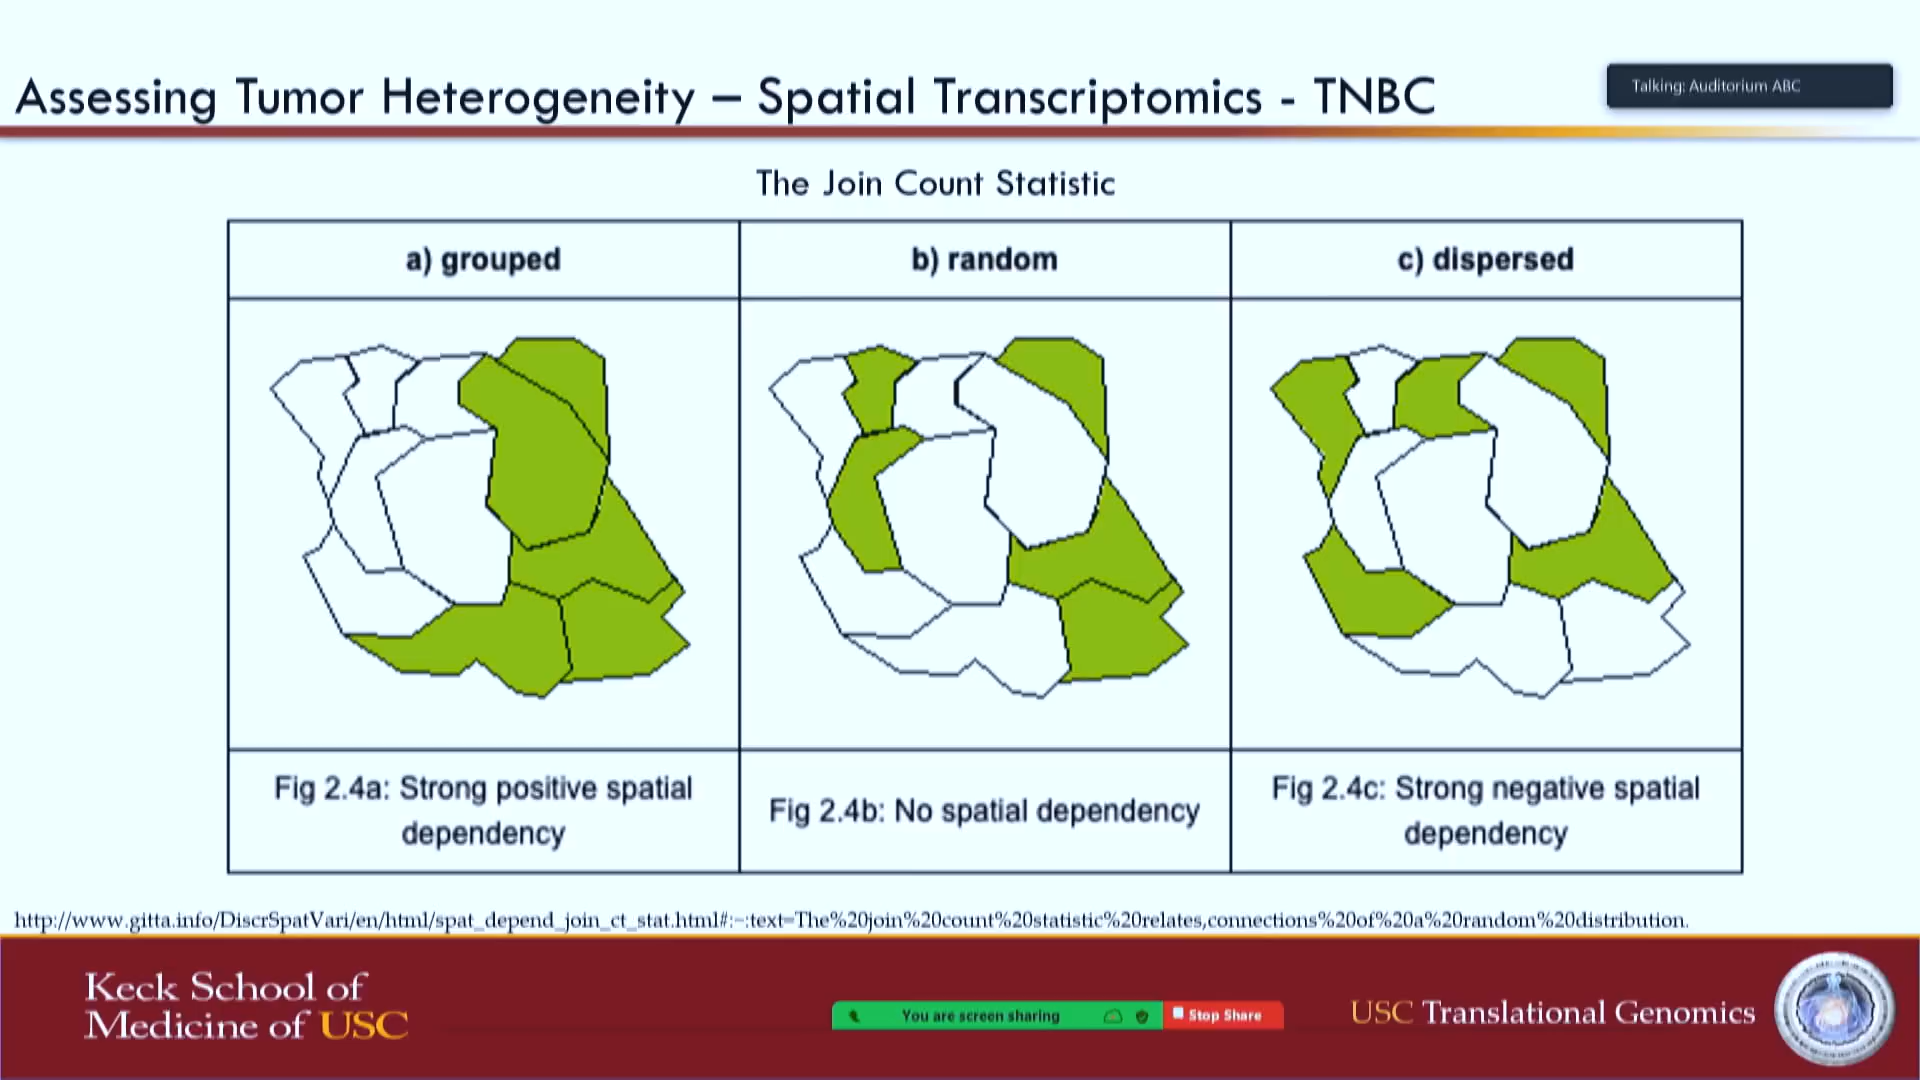 Assessing Tumor Heterogeneity – Spatial Transcriptomics - TNBC
Talking: Auditorium ABC
The Join Count Statistic
a) grouped
b) random
c) dispersed
Fig 2.4a: Strong positive spatial
dependency
Fig 2.4b: No spatial dependency
Fig 2.4c: Strong negative spatial
dependency
http://www.gitta.info/DiscrSpatVari/en/html/spat_depend_join_ct_stat.html#:~:text=The%20join%20count%20statistic%20relates,connections%20of%20a%20random%20distribution.
Keck School of
Medicine of USC
You are screen sharing
Stop Share
USC Translational Genomics